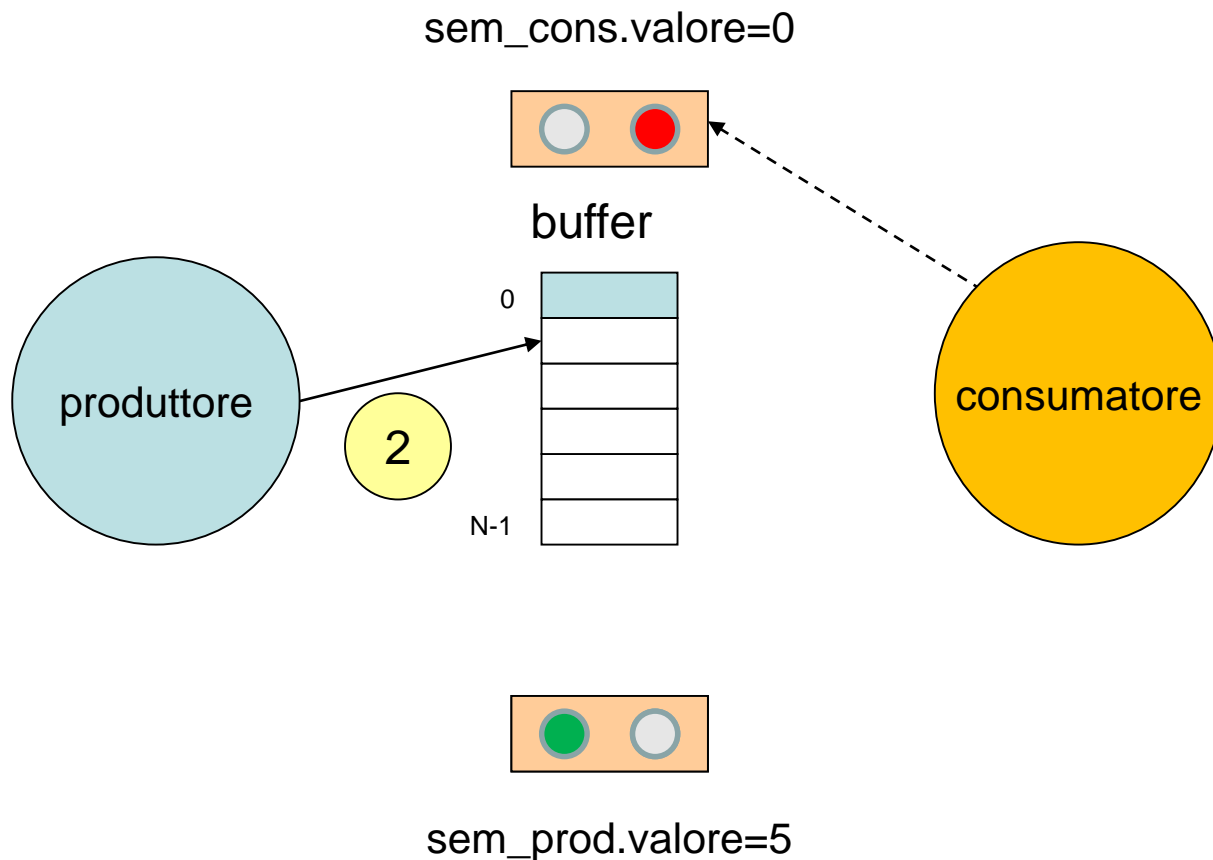 sem_cons.valore=0
buffer
0
produttore
consumatore
2
N-1
sem_prod.valore=5